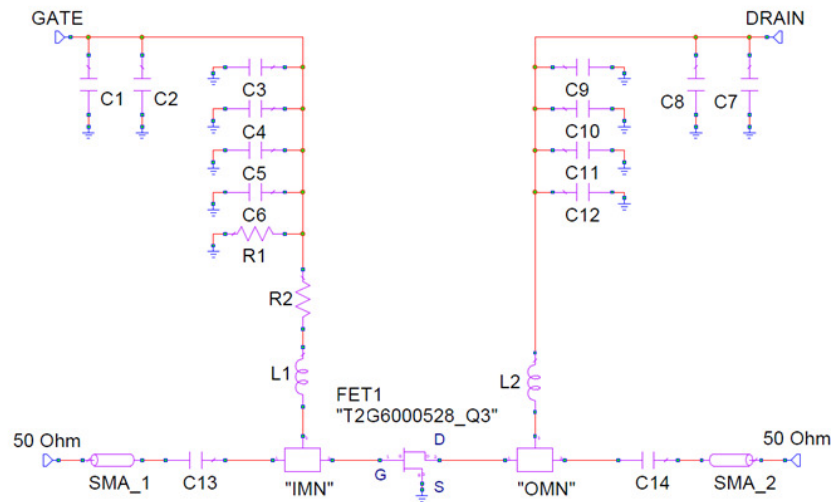 GATE
DRAIN
C1
C2
C3
C4
C5
C6
R1
R2
L1
C9
C10
C11
C12
C8
C7
L2
FET1
"T2G6000528_Q3"
50 Ohm
SMA_1
C13
"IMN"
G
D
S
"OMN"
C14
SMA_2
50 Ohm